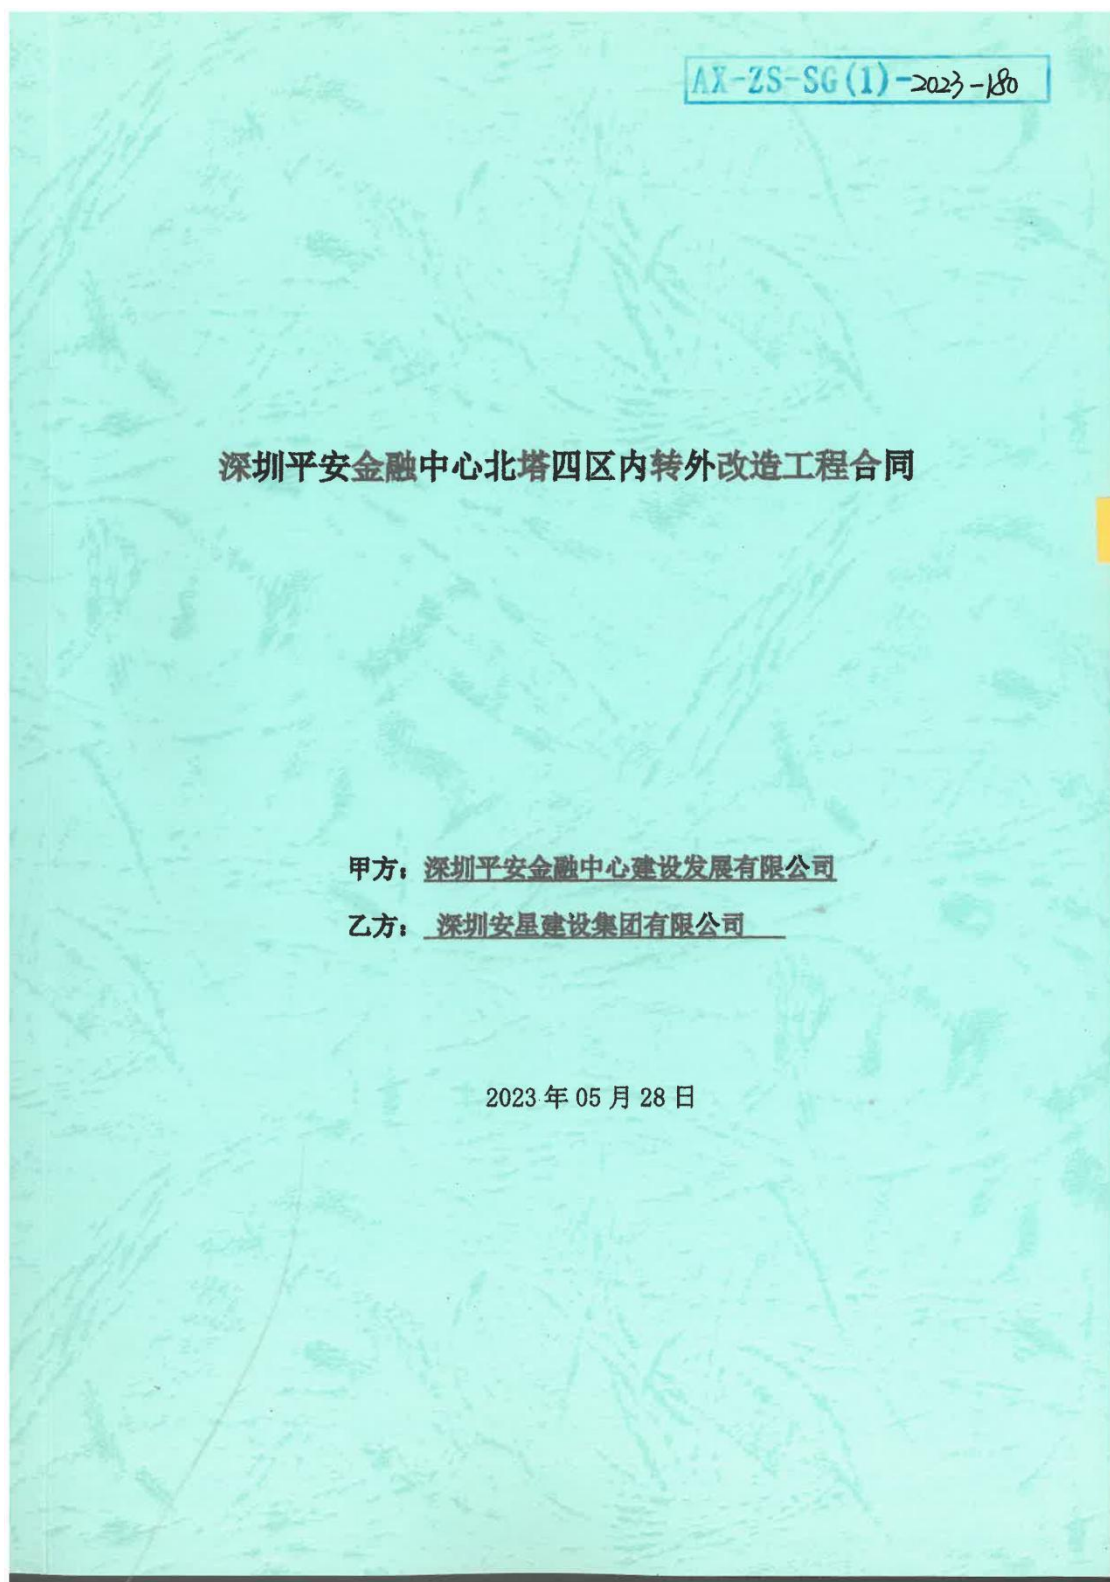 AX-ZS-SG(1)-2023-180
深圳平安金融中心北塔四区内转外改造工程合同
甲方：深圳平安金融中心建设发展有限公司
乙方：深圳安星建设集团有限公司
2023年05月28日